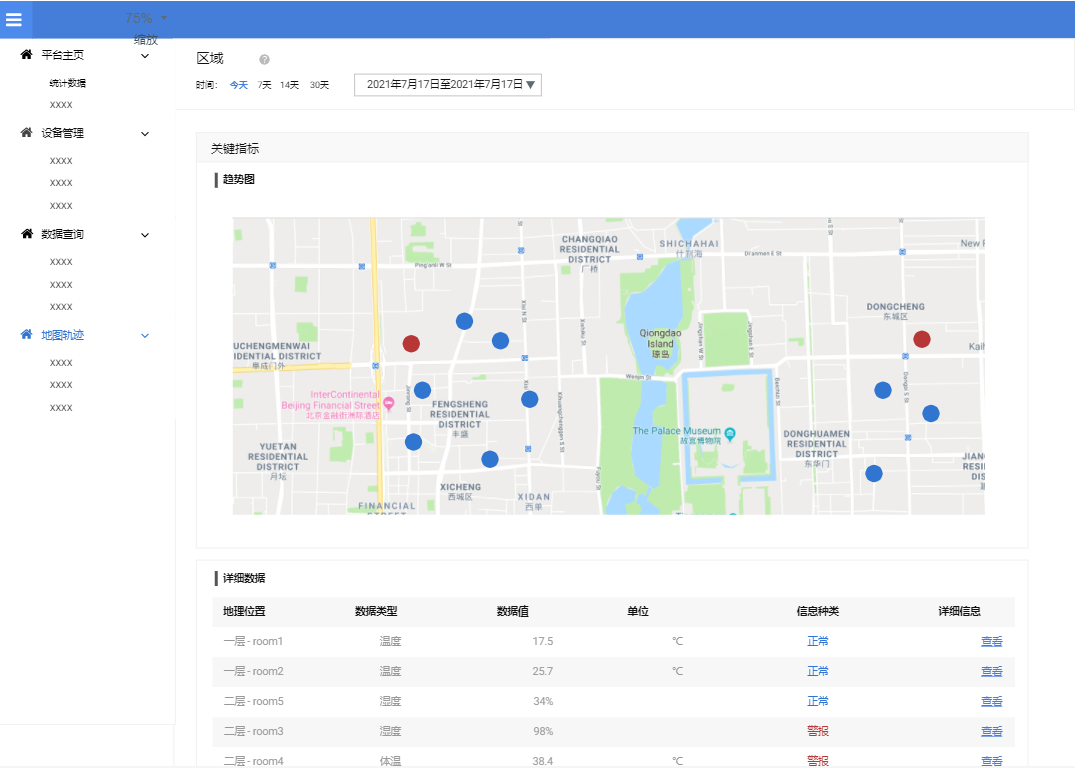 75%
缩放
平台主页
统计数据
XXXX
设备管理
XXXX
XXXX
XXXX
数据查询
XXXX
XXXX
XXXX
地图轨迹
XXXX
XXXX
XXXX
区域 ?
时间： 今天 7天 14天 30天 2021年7月17日至2021年7月17日
关键指标
趋势图
CHANGQIAO
RESIDENTIAL
DISTRICT
厂桥
SHICHAHAI
什刹海
Di'anmen E St
New
Ping'anli W St
DONGCHENG
东城区
Qiongdao
Island
琼岛
UCHENGMENWAI
IDENTIAL DISTRICT
阜成门外
Wenjin St
InterContinental
Beijing Financial Street
北京金融街洲际酒店
FENGSHENG
RESIDENTIAL
DISTRICT
丰盛
The Palace Museum
故宫博物院
DONGHUAMEN
RESIDENTIAL
DISTRICT
东华门
YUETAN
RESIDENTIAL
DISTRICT
月坛
JIAN
RESI
DIS
XICHENG
西城区
XIDAN
西单
FINANCIAL
STREET
详细数据
地理位置 数据类型 数据值 单位 信息种类 详细信息
一层 - room1 温度 17.5 ℃ 正常 查看
一层 - room2 温度 25.7 ℃ 正常 查看
二层 - room5 湿度 34% 正常 查看
二层 - room3 湿度 98% 警报 查看
二层 - room4 体温 38.4 ℃ 警报 查看